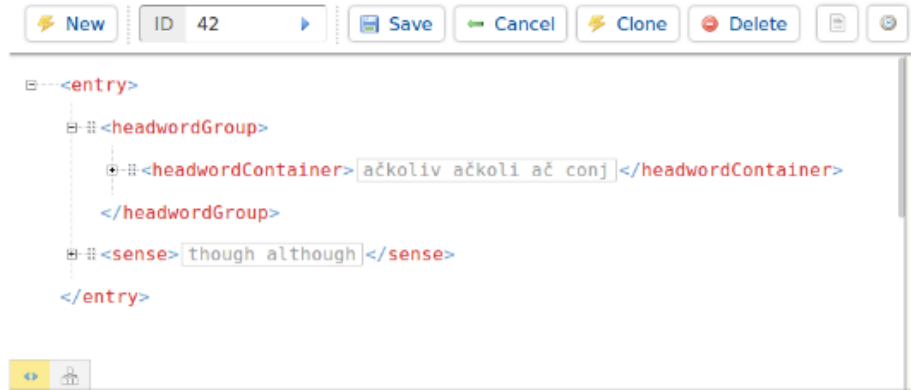 New ID 42 Save Cancel Clone Delete
<entry>
<headwordGroup>
<headwordContainer> ačkoliv ačkoli ač conj </headwordContainer>
</headwordGroup>
<sense> though although </sense>
</entry>